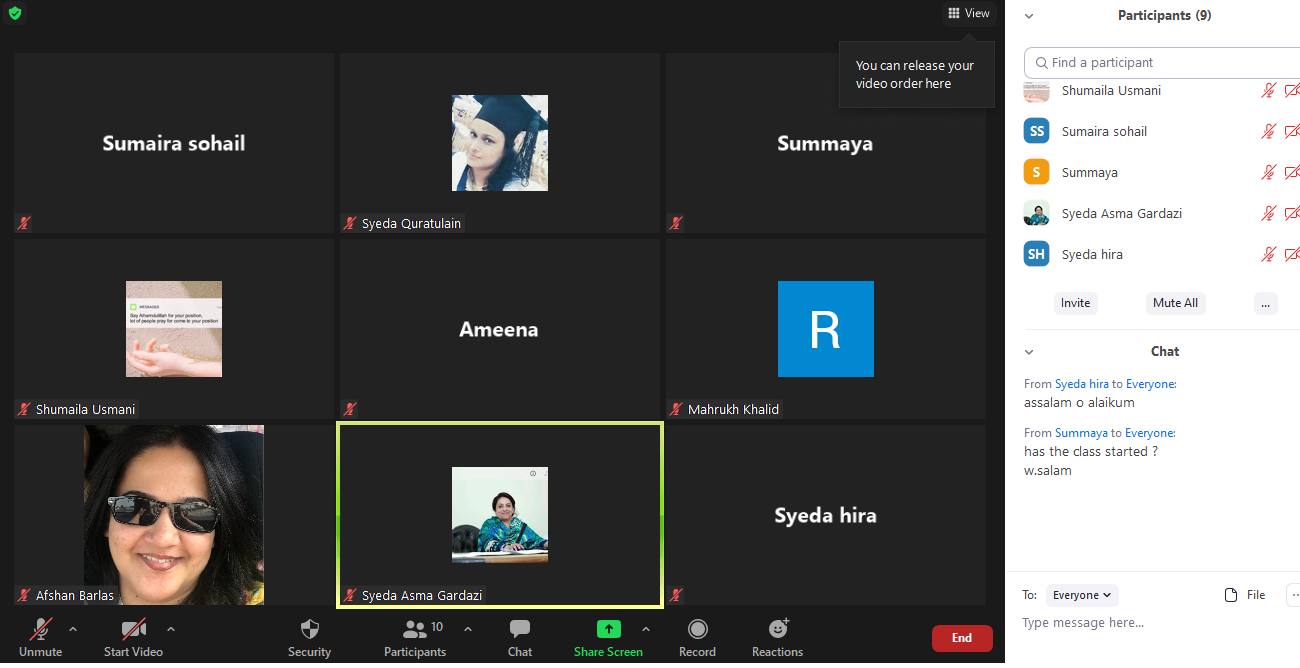 View
You can release your
video order here
Sumaira sohail
Syeda Quratulain
Summaya
MESSAGES
Say Alhamdulillah for your position,
lot of people pray for come to your position
Shumaila Usmani
Ameena
R
Mahrukh Khalid
Afshan Barlas
Syeda Asma Gardazi
Syeda hira
Unmute
Start Video
Security
10
Participants
Chat
Share Screen
Record
Reactions
End
Participants (9)
Find a participant
Shumaila Usmani
SS Sumaira sohail
S Summaya
Syeda Asma Gardazi
SH Syeda hira
Invite Mute All ...
Chat
From Syeda hira to Everyone:
assalam o alaikum
From Summaya to Everyone:
has the class started ?
w.salam
To: Everyone File
Type message here...